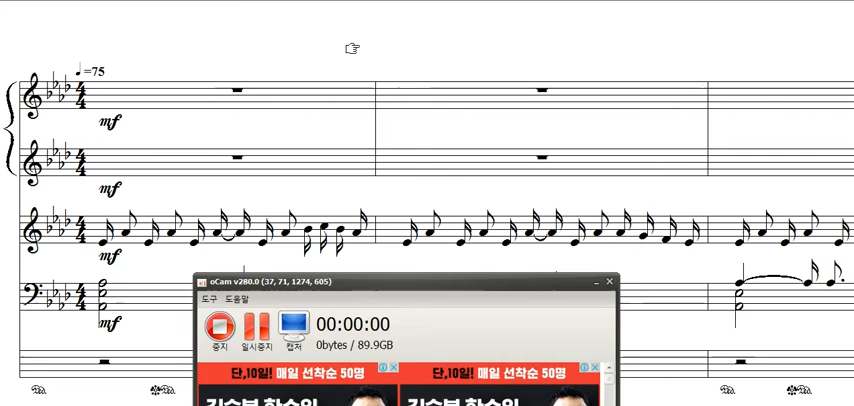 =75
mf
mf
mf
mf
oCam v280.0 (37, 71, 1274, 605)
도구 도움말
00:00:00
중지 일시중지 캡처
0bytes / 89.9GB
단,10일! 매일 선착순 50명 단,10일! 매일 선착순 50명